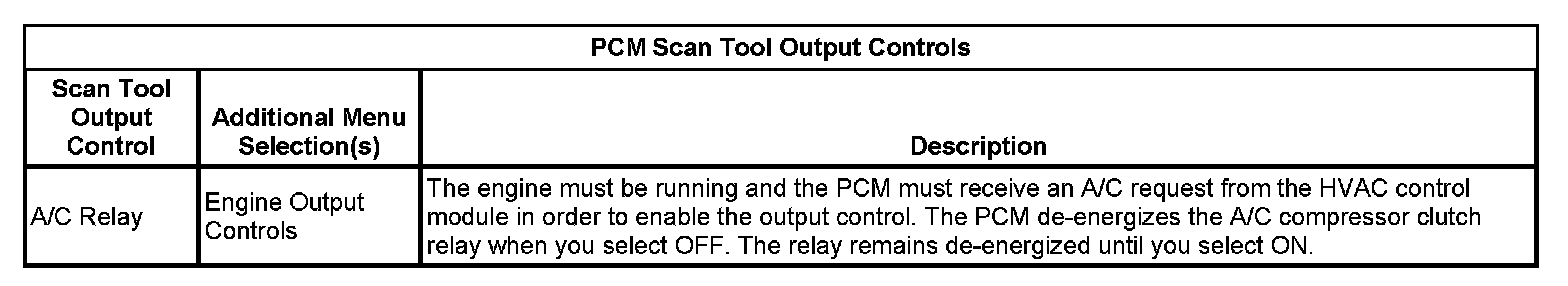 PCM Scan Tool Output Controls
Scan Tool
Output
Control
Additional Menu
Selection(s)
Description
A/C Relay
Engine Output
Controls
The engine must be running and the PCM must receive an A/C request from the HVAC control
module in order to enable the output control. The PCM de-energizes the A/C compressor clutch
relay when you select OFF. The relay remains de-energized until you select ON.